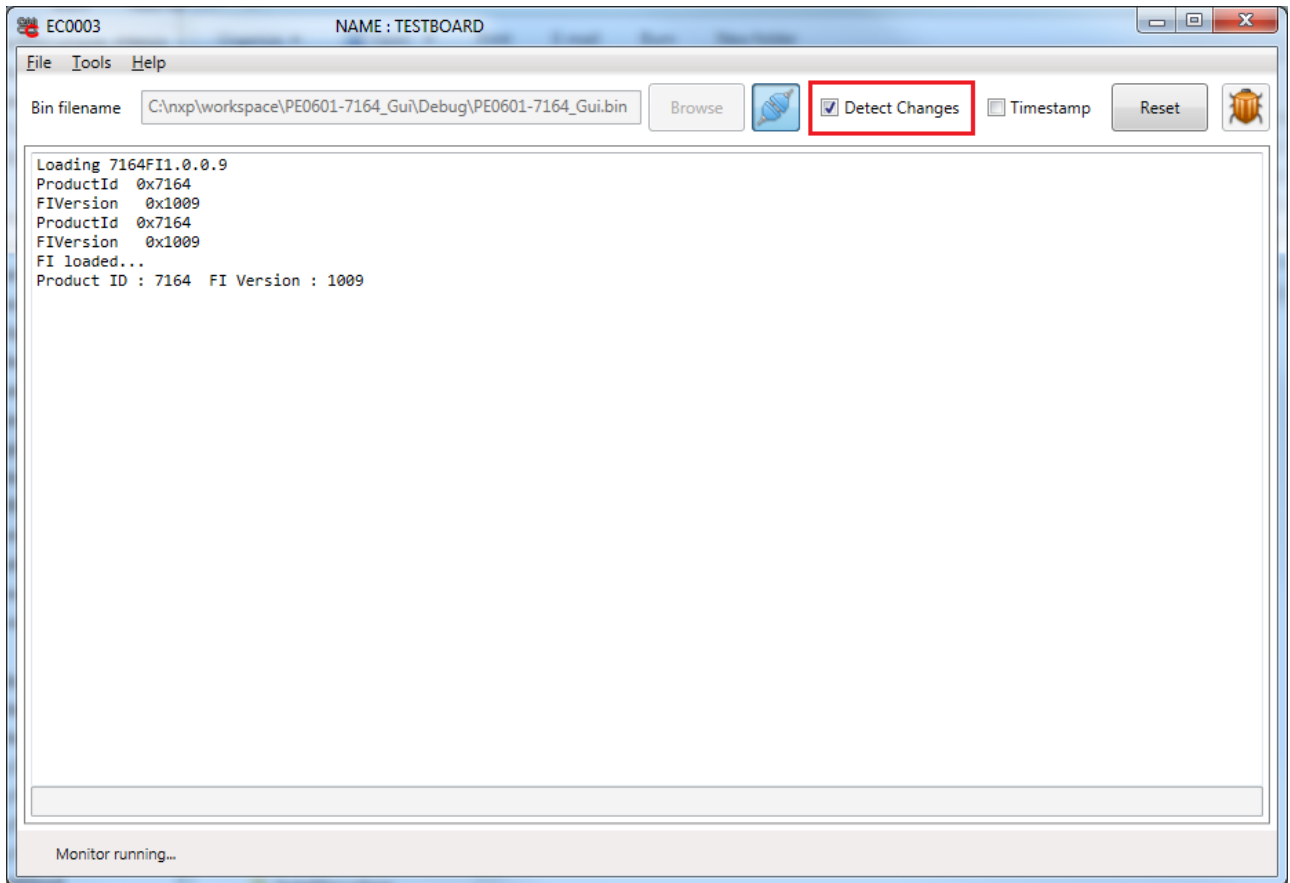 EC0003 NAME : TESTBOARD
File Tools Help
Bin filename C:\nxp\workspace\PE0601-7164_Gui\Debug\PE0601-7164_Gui.bin Browse Detect Changes Timestamp Reset
Loading 7164FI1.0.0.9
ProductId 0x7164
FIVersion 0x1009
ProductId 0x7164
FIVersion 0x1009
FI loaded...
Product ID : 7164 FI Version : 1009
Monitor running...